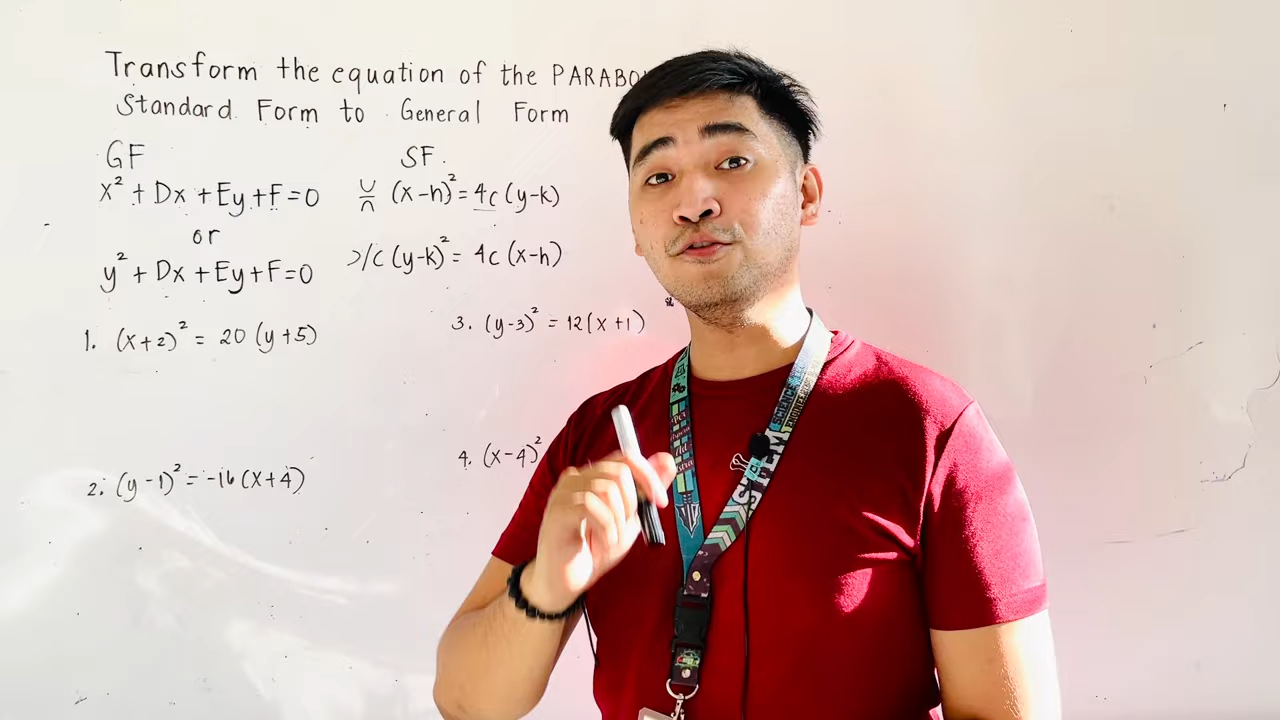 Transform the equation of the PARABO
Standard Form to General Form
GF
x² + Dx + Ey + F = 0
or
y² + Dx + Ey + F = 0
SF.
(x-h)² = 4c (y-k)
(y-k)² = 4c (x-h)
1. (x+2)² = 20 (y+5)
2. (y-1)² = -16 (x+4)
3. (y-3)² = 12(x+1)
4. (x-4)²
SCIENCE
STEM